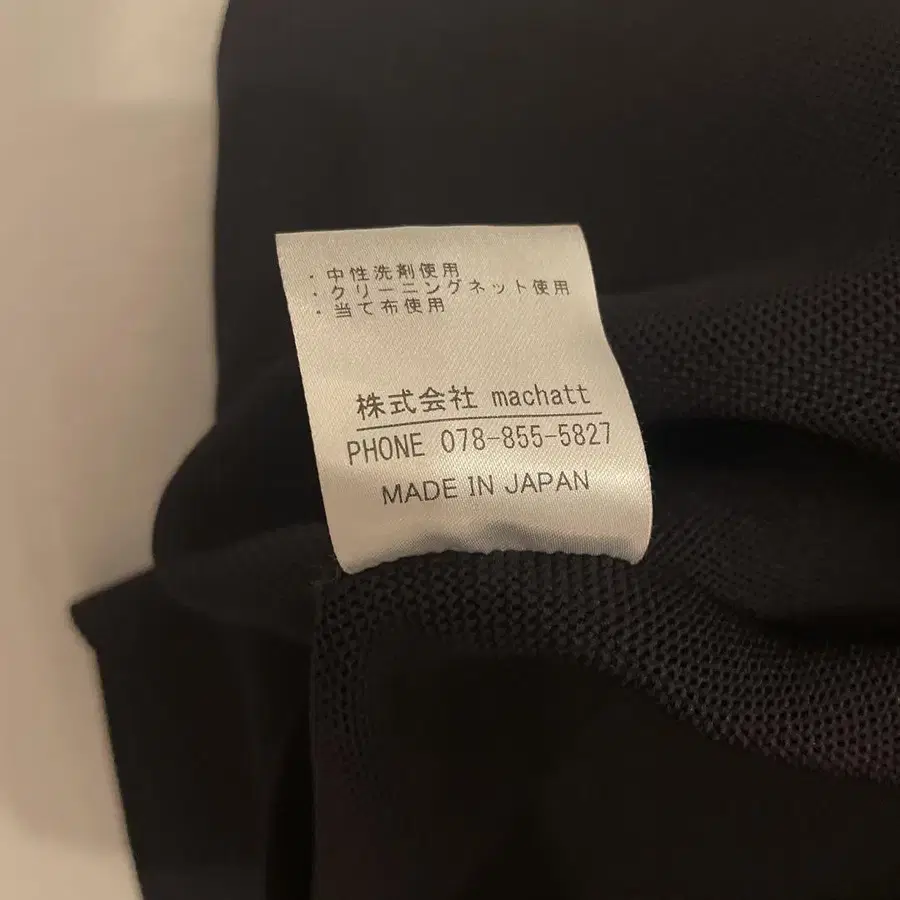 ・中性洗剤使用
・クリーニングネット使用
・当て布使用
株式会社 machatt
PHONE 078-855-5827
MADE IN JAPAN